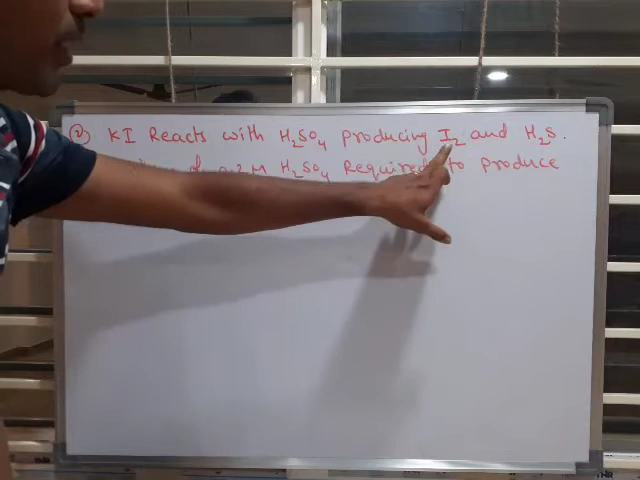 ② KI Reacts with H₂SO₄ producing I₂ and H₂S.
0.2M H₂SO₄ Required to produce